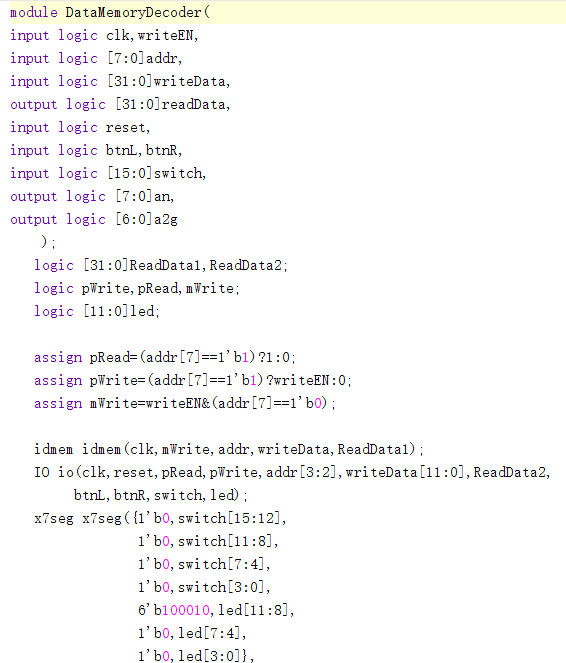 module DataMemoryDecoder(
input logic clk,writeEN,
input logic [7:0]addr,
input logic [31:0]writeData,
output logic [31:0]readData,
input logic reset,
input logic btnL,btnR,
input logic [15:0]switch,
output logic [7:0]an,
output logic [6:0]a2g
    );
    logic [31:0]ReadData1,ReadData2;
    logic pWrite,pRead,mWrite;
    logic [11:0]led;
    assign pRead=(addr[7]==1'b1)?1:0;
    assign pWrite=(addr[7]==1'b1)?writeEN:0;
    assign mWrite=writeEN&(addr[7]==1'b0);
    idmem idmem(clk,mWrite,addr,writeData,ReadData1);
    IO io(clk,reset,pRead,pWrite,addr[3:2],writeData[11:0],ReadData2,
         btnL,btnR,switch,led);
    x7seg x7seg({1'b0,switch[15:12],
                 1'b0,switch[11:8],
                 1'b0,switch[7:4],
                 1'b0,switch[3:0],
                 6'b100010,led[11:8],
                 1'b0,led[7:4],
                 1'b0,led[3:0]},